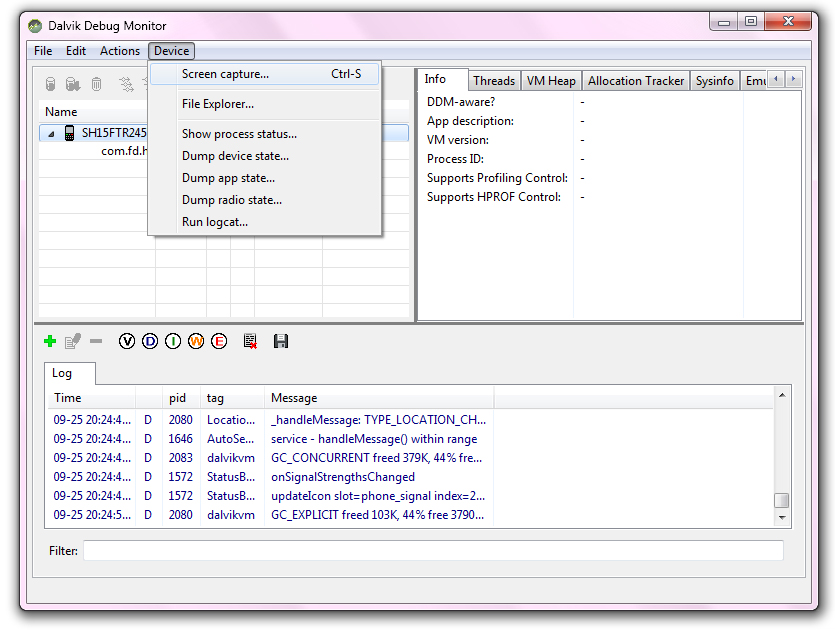 Dalvik Debug Monitor
File Edit Actions Device
Screen capture... Ctrl-S
File Explorer...
Show process status...
Dump device state...
Dump app state...
Dump radio state...
Run logcat...
Name
SH15FTR245
com.fd.h
Info Threads VM Heap Allocation Tracker Sysinfo Emu
DDM-aware? -
App description: -
VM version: -
Process ID: -
Supports Profiling Control: -
Supports HPROF Control: -
V D I W E
Log
Time pid tag Message
09-25 20:24:4... D 2080 Locatio... _handleMessage: TYPE_LOCATION_CH...
09-25 20:24:4... D 1646 AutoSe... service - handleMessage() within range
09-25 20:24:4... D 2083 dalvikvm GC_CONCURRENT freed 379K, 44% fre...
09-25 20:24:4... D 1572 StatusB... onSignalStrengthsChanged
09-25 20:24:4... D 1572 StatusB... updateIcon slot=phone_signal index=2...
09-25 20:24:5... D 2080 dalvikvm GC_EXPLICIT freed 103K, 44% free 3790...
Filter: